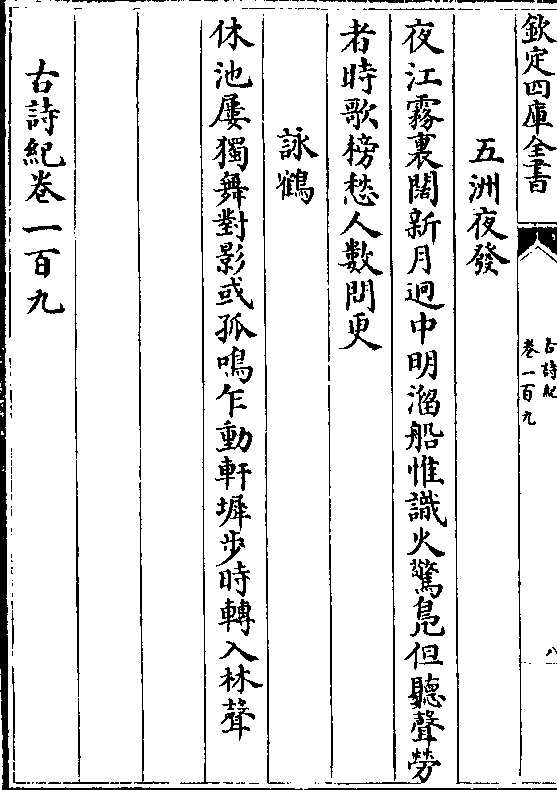 欽定四庫全書
古詩紀
卷一百九
八
五洲夜發
夜江霧裏闊新月迥中明溜船惟識火驚鳬但聽聲勞
者時歌榜愁人數問更
詠鶴
休池屢獨舞對影或孤鳴乍動軒墀步時轉入林聲
古詩紀卷一百九